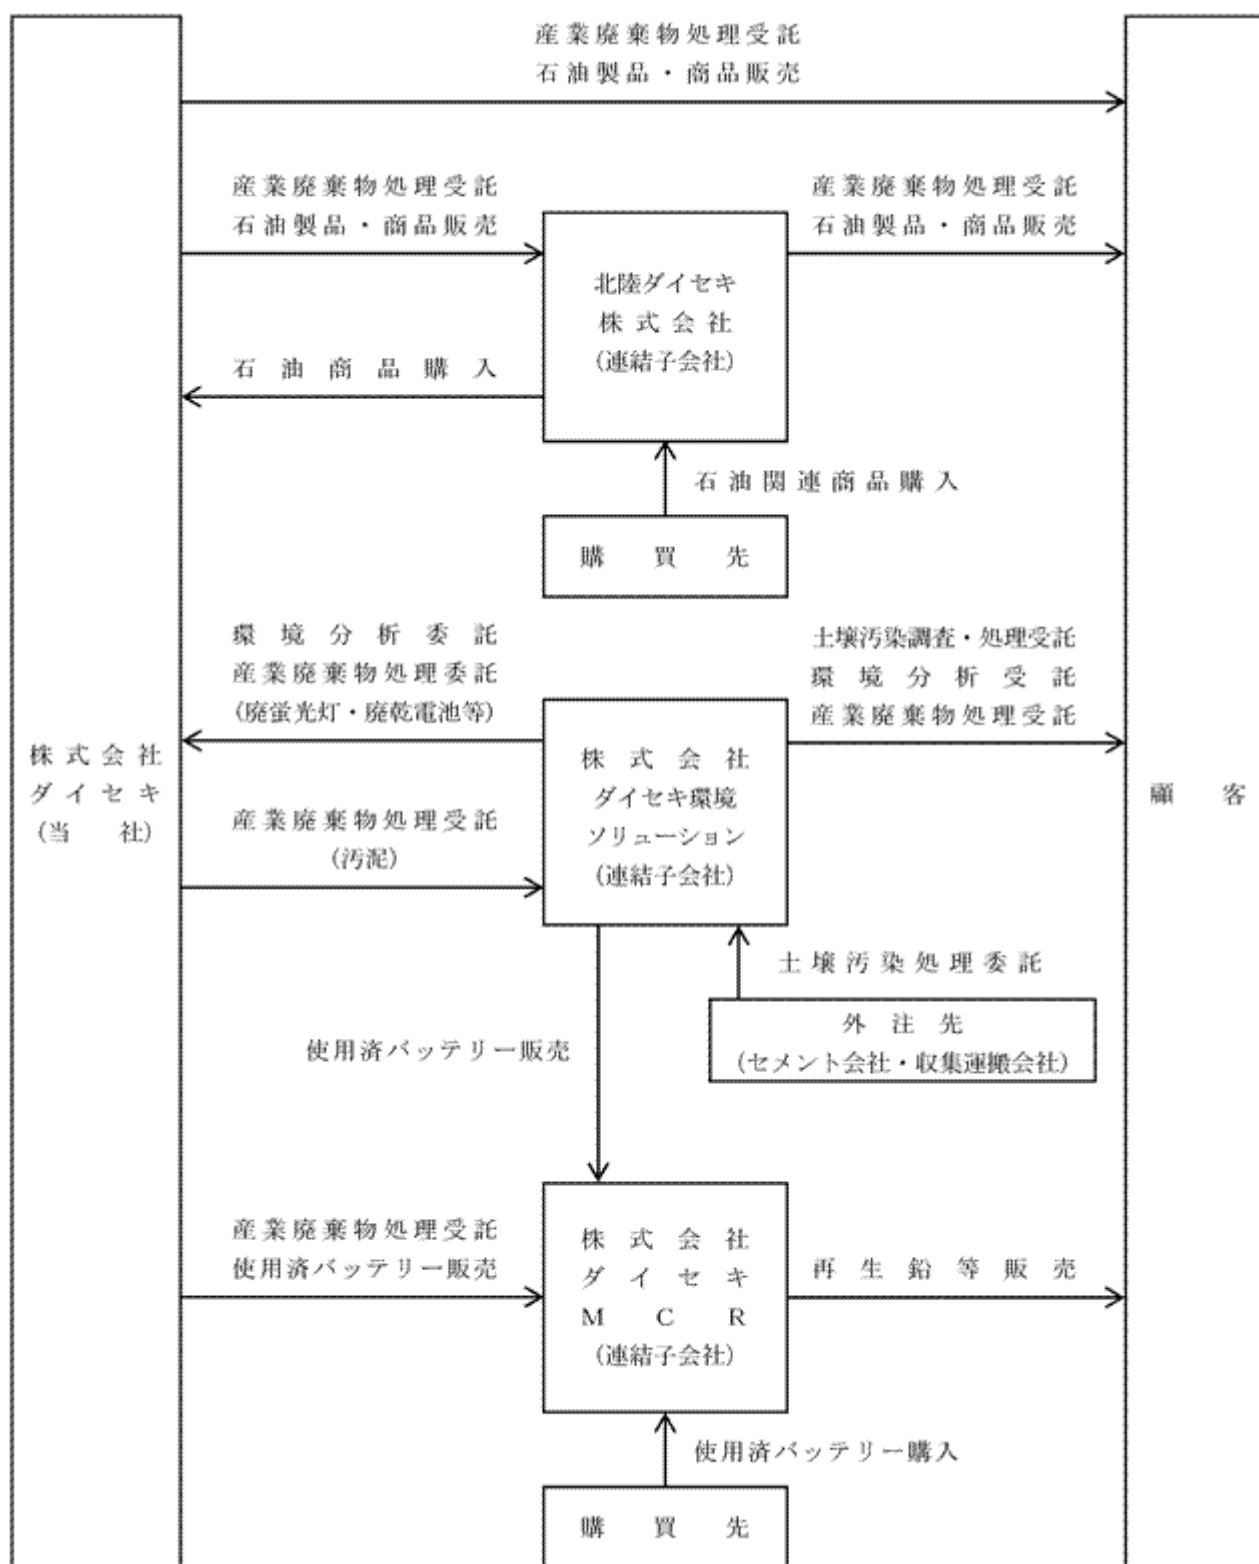 産業廃棄物処理受託
石油製品・商品販売
産業廃棄物処理受託
石油製品・商品販売
産業廃棄物処理受託
石油製品・商品販売
北陸ダイセキ
株式会社
(連結子会社)
石油商品購入
石油関連商品購入
購買先
環境分析委託
産業廃棄物処理委託
(廃蛍光灯・廃乾電池等)
土壌汚染調査・処理受託
環境分析受託
産業廃棄物処理受託
株式会社
ダイセキ
(当社)
株式会社
ダイセキ環境
ソリューション
(連結子会社)
顧客
産業廃棄物処理受託
(汚泥)
土壌汚染処理委託
外注先
(セメント会社・収集運搬会社)
使用済バッテリー販売
産業廃棄物処理受託
使用済バッテリー販売
株式会社
ダイセキ
MCR
(連結子会社)
再生鉛等販売
使用済バッテリー購入
購買先